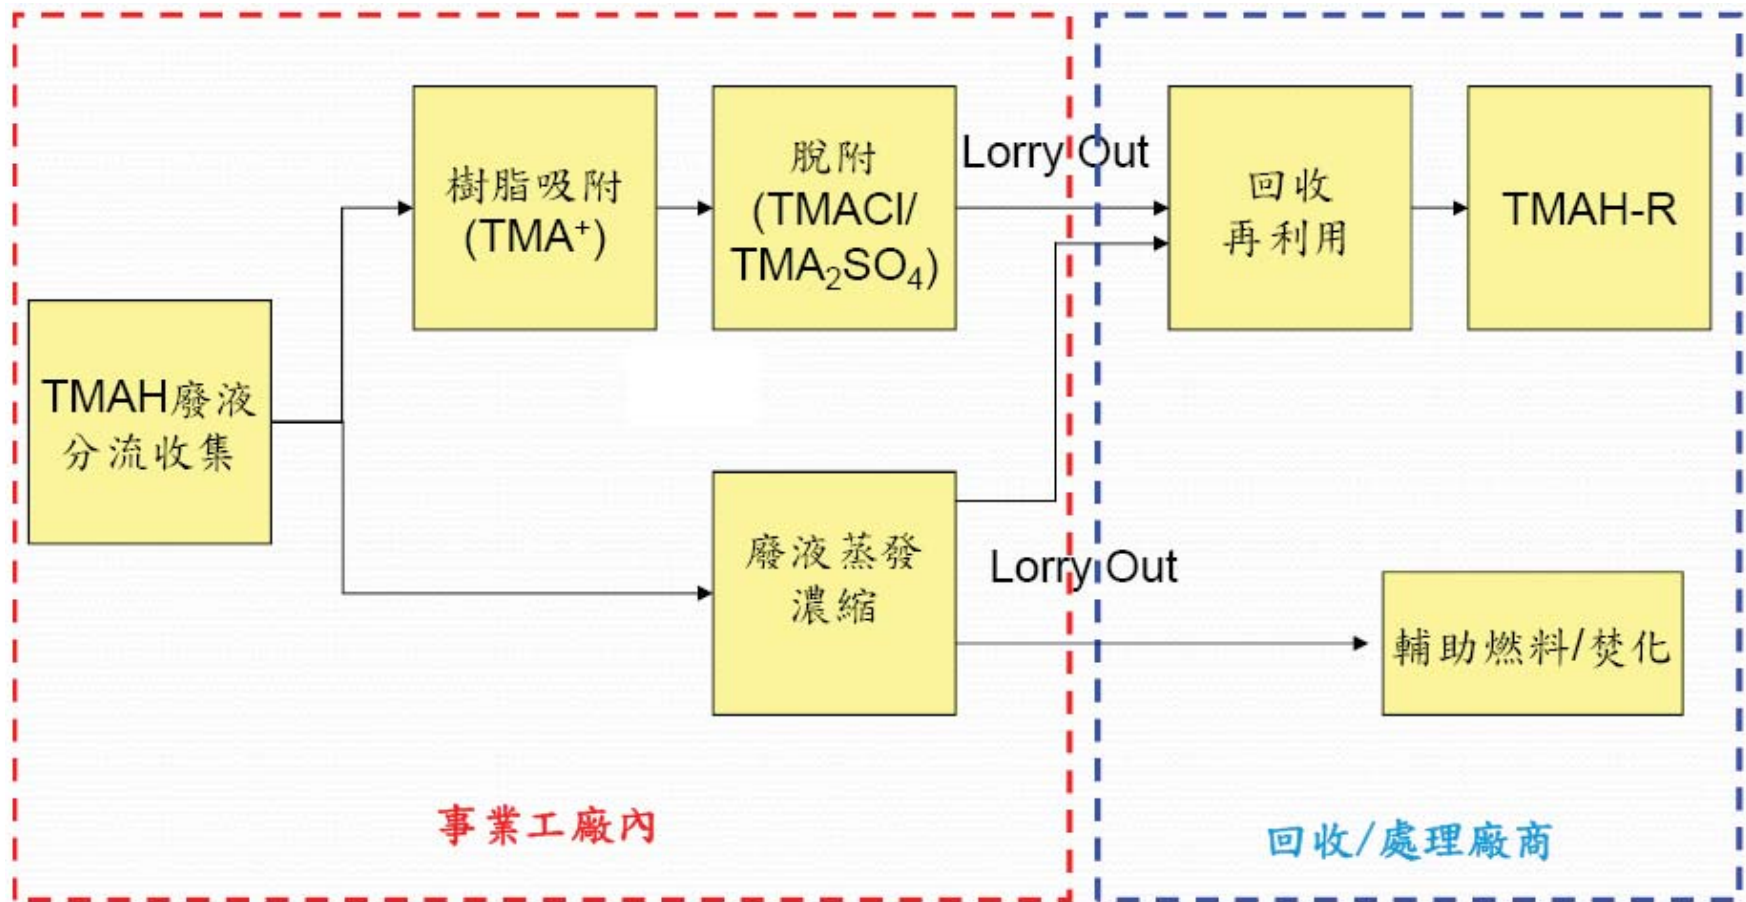 TMAH廢液
分流收集
樹脂吸附
(TMA⁺)
脫附
(TMACl/
TMA₂SO₄)
Lorry Out
回收
再利用
TMAH-R
廢液蒸發
濃縮
Lorry Out
輔助燃料/焚化
事業工廠內
回收/處理廠商